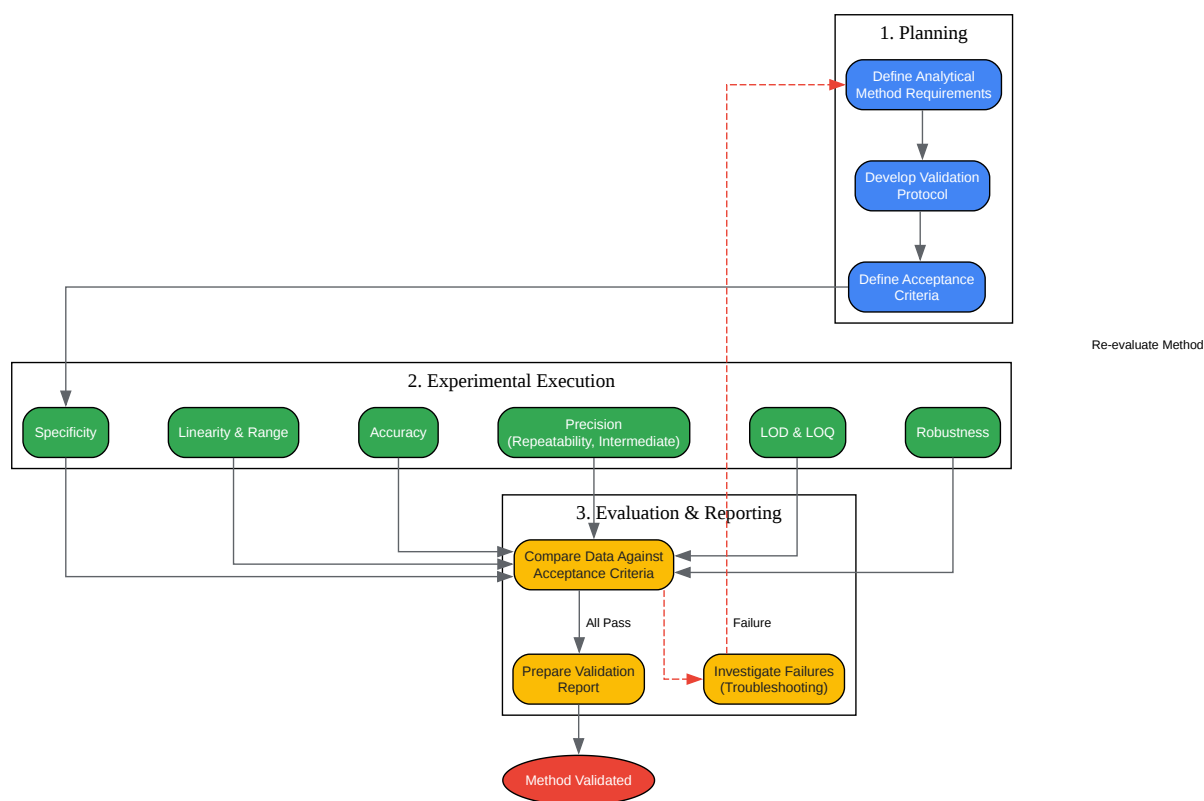 1. Planning
Define Analytical
Method Requirements
Develop Validation
Protocol
Define Acceptance
Criteria
Re-evaluate Method
2. Experimental Execution
Specificity
Linearity & Range
Accuracy
Precision
(Repeatability, Intermediate)
LOD & LOQ
Robustness
3. Evaluation & Reporting
Compare Data Against
Acceptance Criteria
All Pass
Failure
Prepare Validation
Report
Investigate Failures
(Troubleshooting)
Method Validated